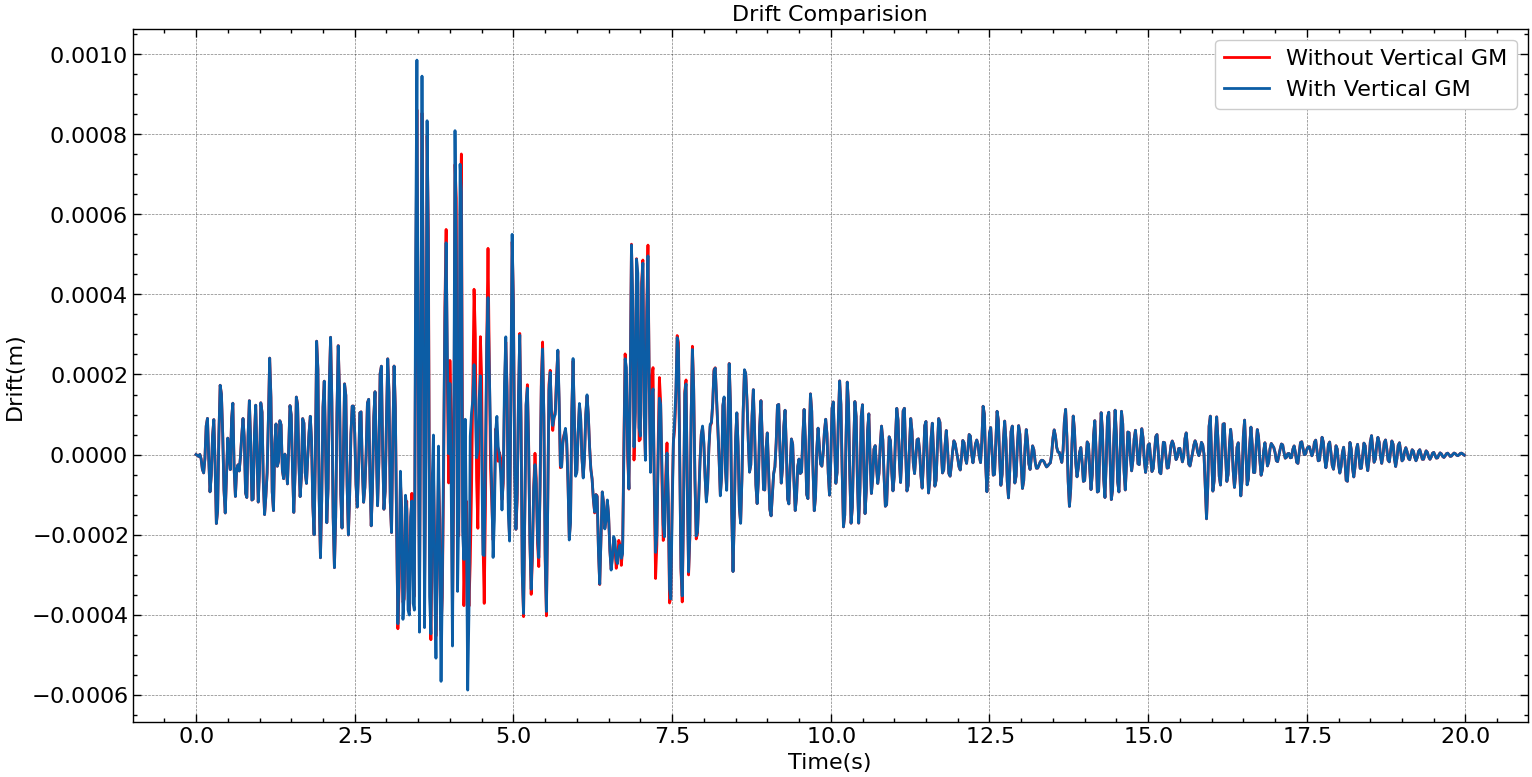 Drift Comparision
Without Vertical GM
With Vertical GM
0.0010
0.0008
0.0006
0.0004
0.0002
0.0000
−0.0002
−0.0004
−0.0006
Drift(m)
0.0 2.5 5.0 7.5 10.0 12.5 15.0 17.5 20.0
Time(s)